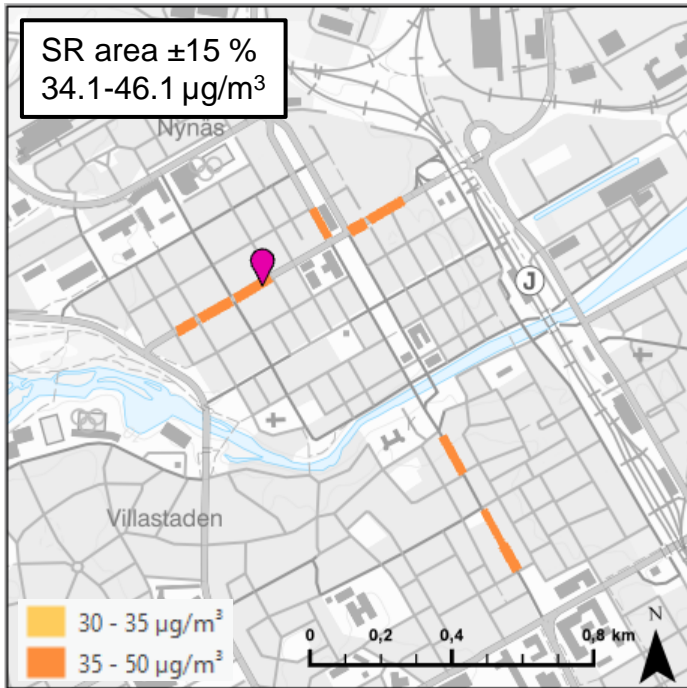 SR area ±15 %
34.1-46.1 µg/m³
Nynäs
J
Villastaden
30 - 35 µg/m³
35 - 50 µg/m³
0 0,2 0,4 0,8 km
N